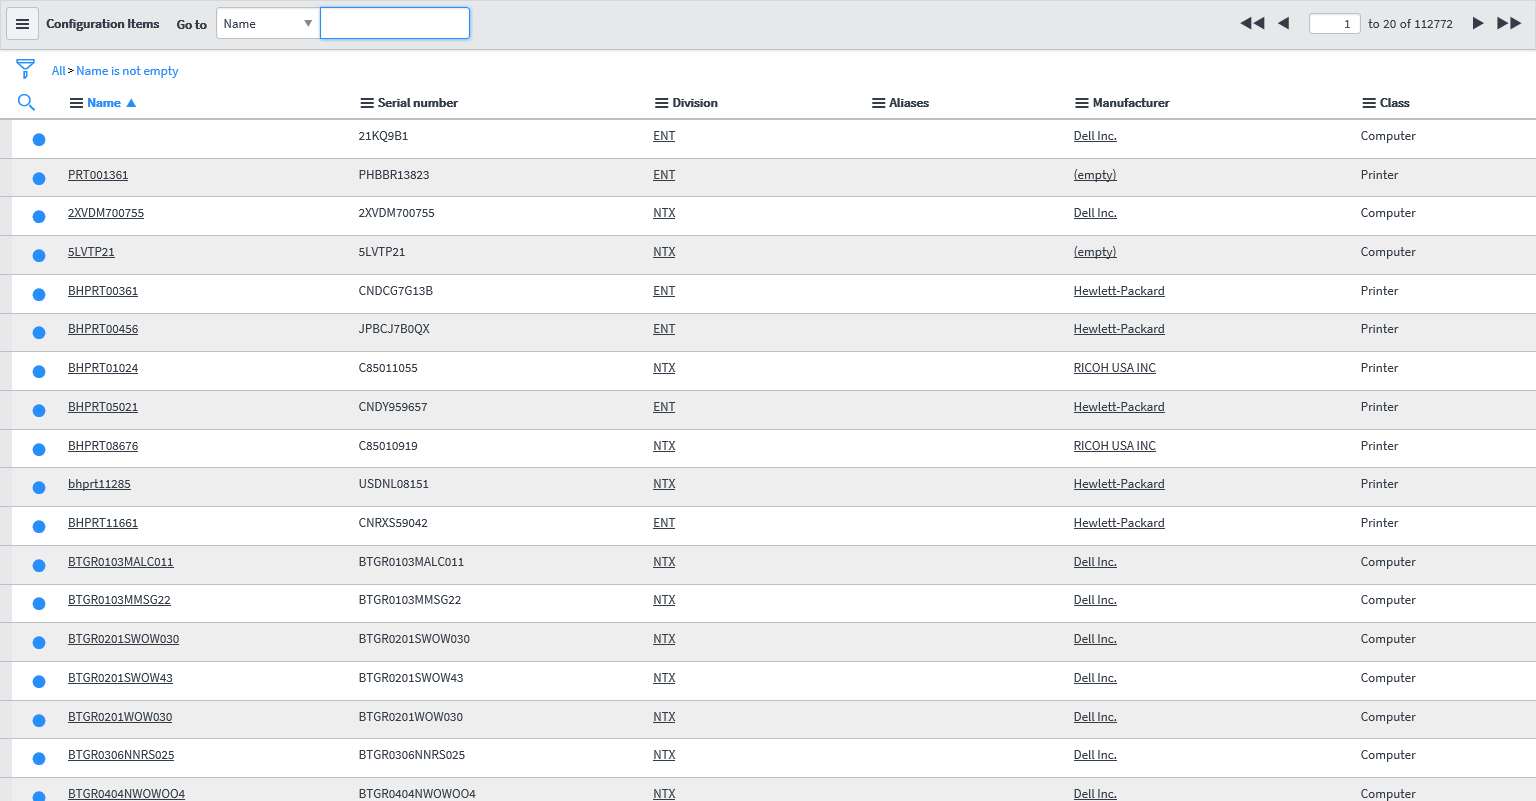 Configuration Items Go to Name 1 to 20 of 112772
All > Name is not empty
Name Serial number Division Aliases Manufacturer Class
21KQ9B1 ENT Dell Inc. Computer
PRT001361 PHBBR13823 ENT (empty) Printer
2XVDM700755 2XVDM700755 NTX Dell Inc. Computer
5LVTP21 5LVTP21 NTX (empty) Computer
BHPRT00361 CNDCG7G13B ENT Hewlett-Packard Printer
BHPRT00456 JPBCJ7B0QX ENT Hewlett-Packard Printer
BHPRT01024 C85011055 NTX RICOH USA INC Printer
BHPRT05021 CNDY959657 ENT Hewlett-Packard Printer
BHPRT08676 C85010919 NTX RICOH USA INC Printer
bhprt11285 USDNL08151 NTX Hewlett-Packard Printer
BHPRT11661 CNRXS59042 ENT Hewlett-Packard Printer
BTGR0103MALC011 BTGR0103MALC011 NTX Dell Inc. Computer
BTGR0103MMSG22 BTGR0103MMSG22 NTX Dell Inc. Computer
BTGR0201SWOW030 BTGR0201SWOW030 NTX Dell Inc. Computer
BTGR0201SWOW43 BTGR0201SWOW43 NTX Dell Inc. Computer
BTGR0201WOW030 BTGR0201WOW030 NTX Dell Inc. Computer
BTGR0306NNRS025 BTGR0306NNRS025 NTX Dell Inc. Computer
BTGR0404NWOWOO4 BTGR0404NWOWOO4 NTX Dell Inc. Computer